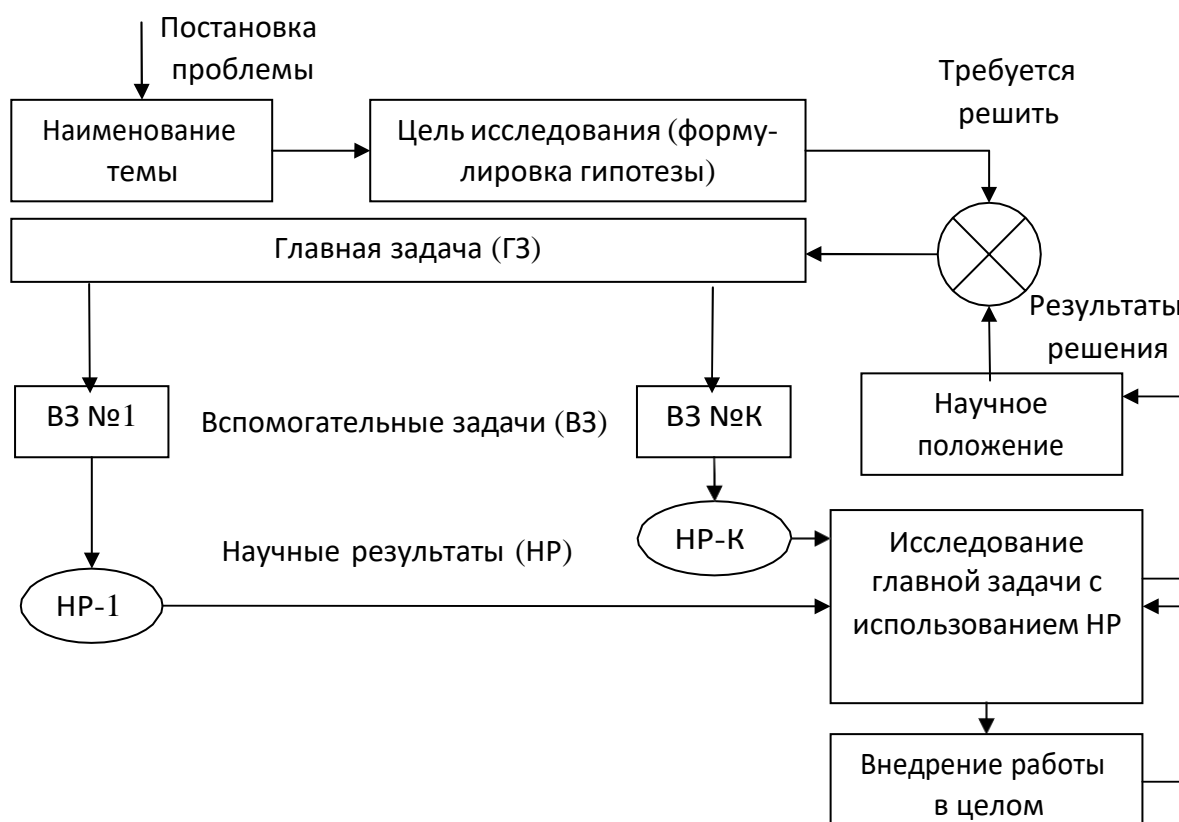 Постановка
проблемы
Требуется
решить
Наименование
темы
Цель исследования (форму-
лировка гипотезы)
Главная задача (ГЗ)
Результаты
решения
ВЗ №1
Вспомогательные задачи (ВЗ)
ВЗ №К
Научное
положение
НР-К
Научные результаты (НР)
НР-1
Исследование
главной задачи с
использованием НР
Внедрение работы
в целом